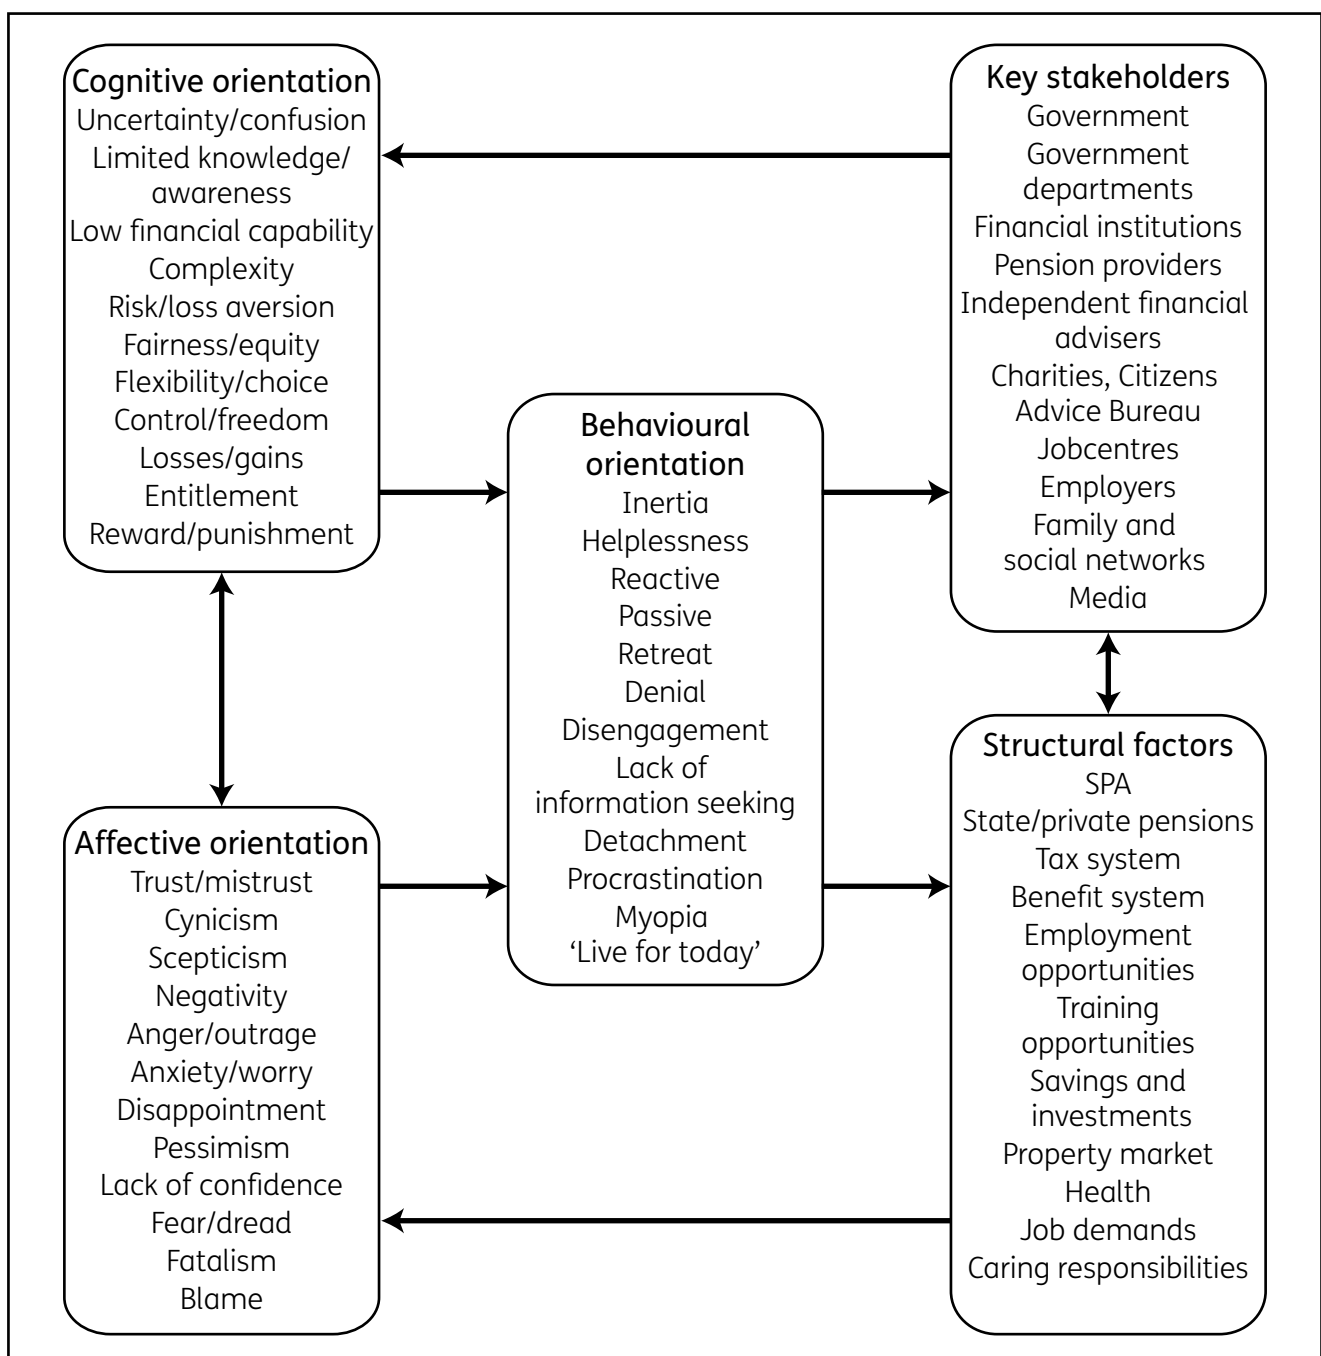 Cognitive orientation
Uncertainty/confusion
Limited knowledge/
awareness
Low financial capability
Complexity
Risk/loss aversion
Fairness/equity
Flexibility/choice
Control/freedom
Losses/gains
Entitlement
Reward/punishment
Affective orientation
Trust/mistrust
Cynicism
Scepticism
Negativity
Anger/outrage
Anxiety/worry
Disappointment
Pessimism
Lack of confidence
Fear/dread
Fatalism
Blame
Behavioural
orientation
Inertia
Helplessness
Reactive
Passive
Retreat
Denial
Disengagement
Lack of
information seeking
Detachment
Procrastination
Myopia
‘Live for today’
Key stakeholders
Government
Government
departments
Financial institutions
Pension providers
Independent financial
advisers
Charities, Citizens
Advice Bureau
Jobcentres
Employers
Family and
social networks
Media
Structural factors
SPA
State/private pensions
Tax system
Benefit system
Employment
opportunities
Training
opportunities
Savings and
investments
Property market
Health
Job demands
Caring responsibilities